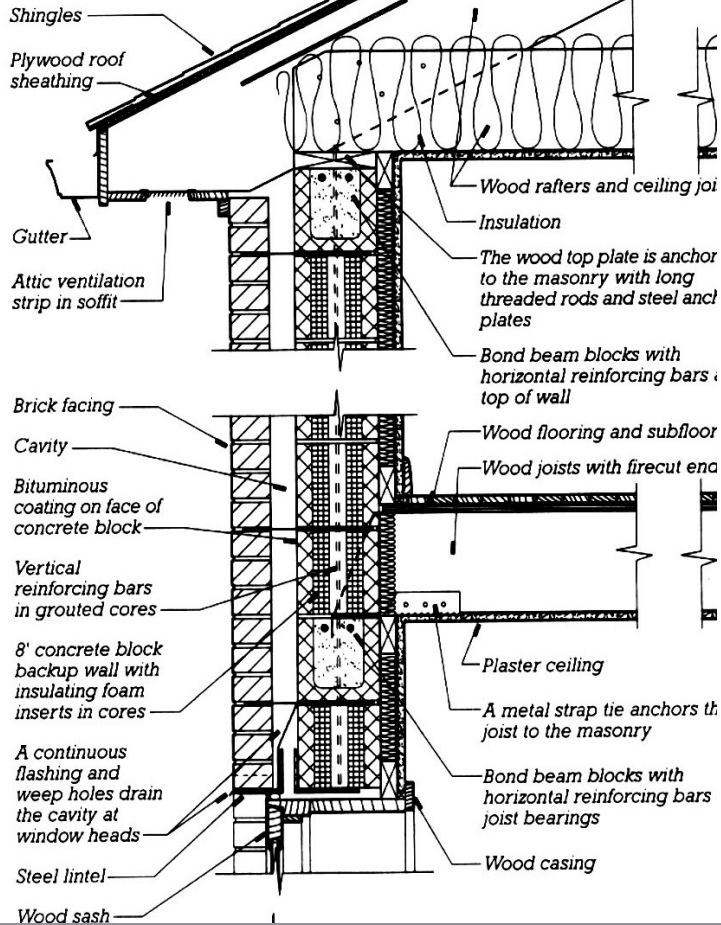 Shingles
Plywood roof
sheathing
Gutter
Attic ventilation
strip in soffit
Brick facing
Cavity
Bituminous
coating on face of
concrete block
Vertical
reinforcing bars
in grouted cores
8' concrete block
backup wall with
insulating foam
inserts in cores
A continuous
flashing and
weep holes drain
the cavity at
window heads
Steel lintel
Wood sash
Wood rafters and ceiling joi
Insulation
The wood top plate is anchor
to the masonry with long
threaded rods and steel anch
plates
Bond beam blocks with
horizontal reinforcing bars a
top of wall
Wood flooring and subfloor
Wood joists with firecut end
Plaster ceiling
A metal strap tie anchors th
joist to the masonry
Bond beam blocks with
horizontal reinforcing bars
joist bearings
Wood casing